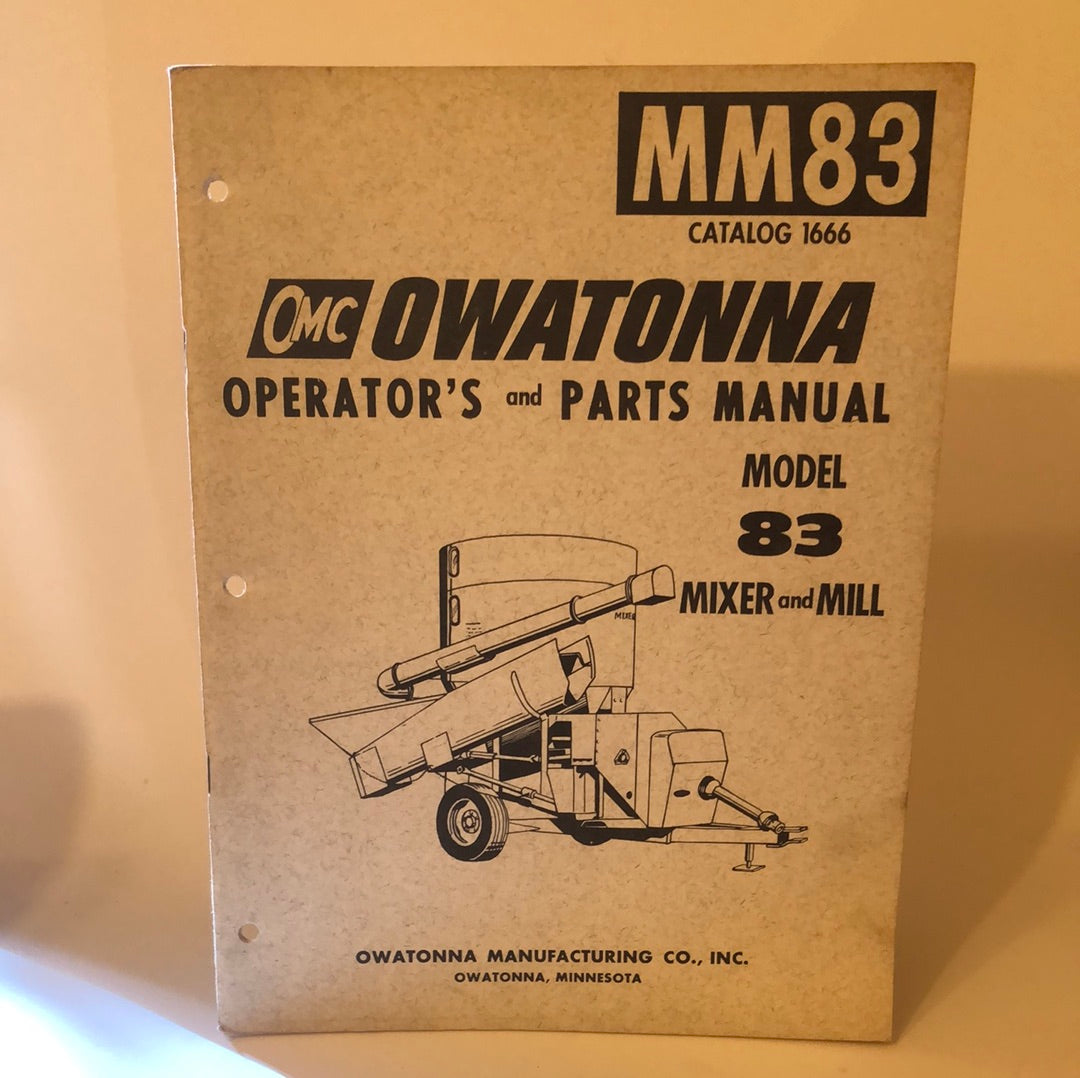 MM83
CATALOG 1666
OMC OWATONNA
OPERATOR'S and PARTS MANUAL
MODEL
83
MIXER and MILL
MIXER
OWATONNA MANUFACTURING CO., INC.
OWATONNA, MINNESOTA